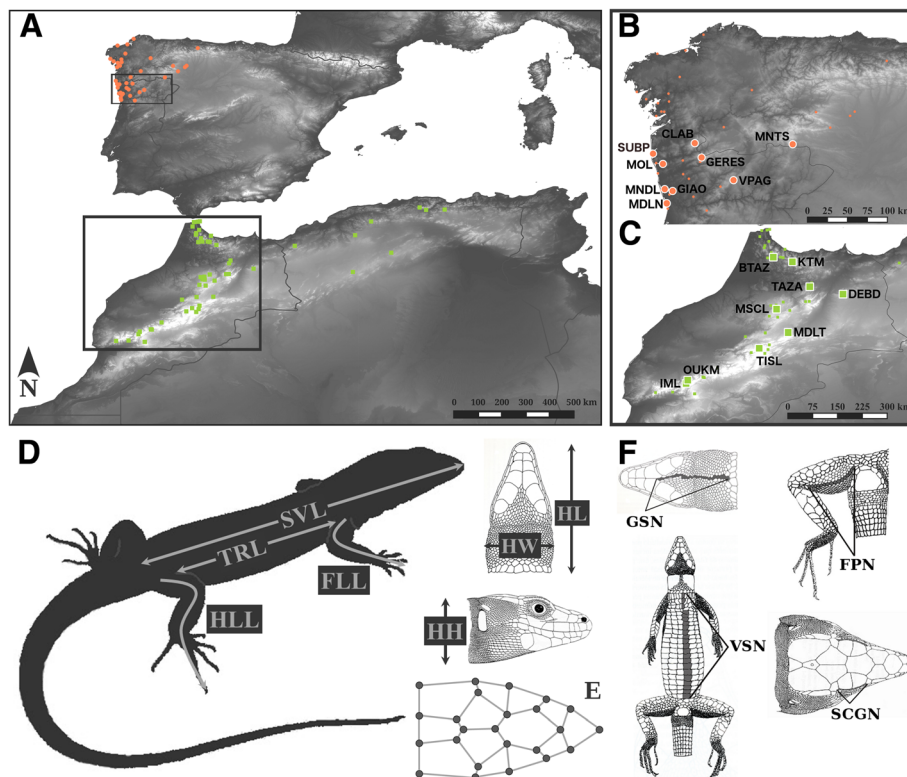 A
N
0 100 200 300 400 500 km
B
CLAB
MNTS
SUBP
MOL
GERES
VPAG
MNDL
GIAO
MDLN
0 25 50 75 100 km
C
BTAZ
KTM
TAZA
DEBD
MSCL
MDLT
TISL
OUKM
IML
0 75 150 225 300 km
D
SVL
TRL
FLL
HLL
HL
HW
HH
E
F
GSN
FPN
VSN
SCGN